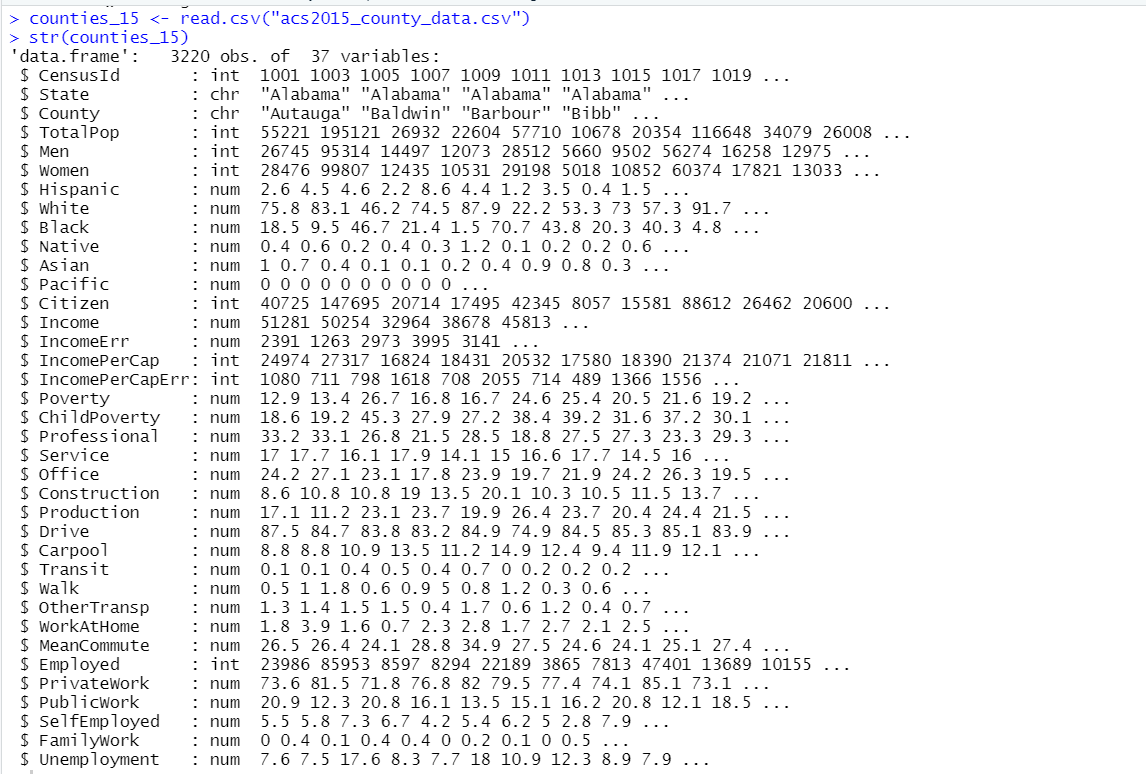 > counties_15 <- read.csv("acs2015_county_data.csv")
> str(counties_15)
'data.frame':   3220 obs. of  37 variables:
 $ CensusId       : int  1001 1003 1005 1007 1009 1011 1013 1015 1017 1019 ...
 $ State          : chr  "Alabama" "Alabama" "Alabama" "Alabama" ...
 $ County         : chr  "Autauga" "Baldwin" "Barbour" "Bibb" ...
 $ TotalPop       : int  55221 195121 26932 22604 57710 10678 20354 116648 34079 26008 ...
 $ Men            : int  26745 95314 14497 12073 28512 5660 9502 56274 16258 12975 ...
 $ Women          : int  28476 99807 12435 10531 29198 5018 10852 60374 17821 13033 ...
 $ Hispanic       : num  2.6 4.5 4.6 2.2 8.6 4.4 1.2 3.5 0.4 1.5 ...
 $ White          : num  75.8 83.1 46.2 74.5 87.9 22.2 53.3 73 57.3 91.7 ...
 $ Black          : num  18.5 9.5 46.7 21.4 1.5 70.7 43.8 20.3 40.3 4.8 ...
 $ Native         : num  0.4 0.6 0.2 0.4 0.3 1.2 0.1 0.2 0.2 0.6 ...
 $ Asian          : num  1 0.7 0.4 0.1 0.1 0.2 0.4 0.9 0.8 0.3 ...
 $ Pacific        : num  0 0 0 0 0 0 0 0 0 0 ...
 $ Citizen        : int  40725 147695 20714 17495 42345 8057 15581 88612 26462 20600 ...
 $ Income         : num  51281 50254 32964 38678 45813 ...
 $ IncomeErr      : num  2391 1263 2973 3995 3141 ...
 $ IncomePerCap   : int  24974 27317 16824 18431 20532 17580 18390 21374 21071 21811 ...
 $ IncomePerCapErr: int  1080 711 798 1618 708 2055 714 489 1366 1556 ...
 $ Poverty        : num  12.9 13.4 26.7 16.8 16.7 24.6 25.4 20.5 21.6 19.2 ...
 $ ChildPoverty   : num  18.6 19.2 45.3 27.9 27.2 38.4 39.2 31.6 37.2 30.1 ...
 $ Professional   : num  33.2 33.1 26.8 21.5 28.5 18.8 27.5 27.3 23.3 29.3 ...
 $ Service        : num  17 17.7 16.1 17.9 14.1 15 16.6 17.7 14.5 16 ...
 $ Office         : num  24.2 27.1 23.1 17.8 23.9 19.7 21.9 24.2 26.3 19.5 ...
 $ Construction   : num  8.6 10.8 10.8 19 13.5 20.1 10.3 10.5 11.5 13.7 ...
 $ Production     : num  17.1 11.2 23.1 23.7 19.9 26.4 23.7 20.4 24.4 21.5 ...
 $ Drive          : num  87.5 84.7 83.8 83.2 84.9 74.9 84.5 85.3 85.1 83.9 ...
 $ Carpool        : num  8.8 8.8 10.9 13.5 11.2 14.9 12.4 9.4 11.9 12.1 ...
 $ Transit        : num  0.1 0.1 0.4 0.5 0.4 0.7 0 0.2 0.2 0.2 ...
 $ Walk           : num  0.5 1 1.8 0.6 0.9 5 0.8 1.2 0.3 0.6 ...
 $ OtherTransp    : num  1.3 1.4 1.5 1.5 0.4 1.7 0.6 1.2 0.4 0.7 ...
 $ WorkAtHome     : num  1.8 3.9 1.6 0.7 2.3 2.8 1.7 2.7 2.1 2.5 ...
 $ MeanCommute    : num  26.5 26.4 24.1 28.8 34.9 27.5 24.6 24.1 25.1 27.4 ...
 $ Employed       : int  23986 85953 8597 8294 22189 3865 7813 47401 13689 10155 ...
 $ PrivateWork    : num  73.6 81.5 71.8 76.8 82 79.5 77.4 74.1 85.1 73.1 ...
 $ PublicWork     : num  20.9 12.3 20.8 16.1 13.5 15.1 16.2 20.8 12.1 18.5 ...
 $ SelfEmployed   : num  5.5 5.8 7.3 6.7 4.2 5.4 6.2 5 2.8 7.9 ...
 $ FamilyWork     : num  0 0.4 0.1 0.4 0.4 0 0.2 0.1 0 0.5 ...
 $ Unemployment   : num  7.6 7.5 17.6 8.3 7.7 18 10.9 12.3 8.9 7.9 ...